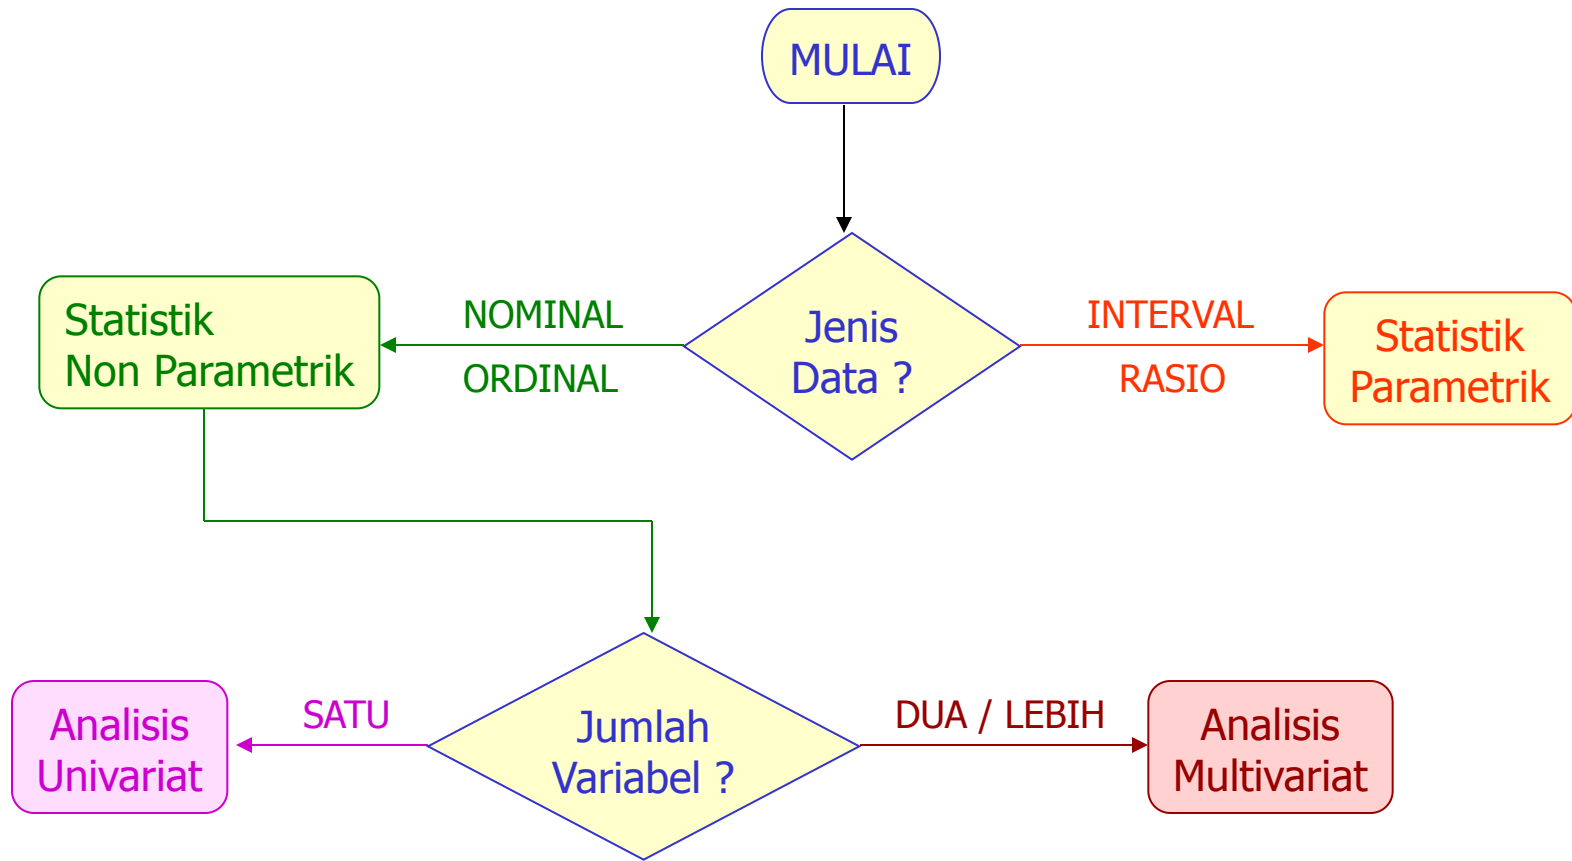 MULAI
Statistik
Non Parametrik
NOMINAL
ORDINAL
Jenis
Data ?
INTERVAL
RASIO
Statistik
Parametrik
Analisis
Univariat
SATU
Jumlah
Variabel ?
DUA / LEBIH
Analisis
Multivariat